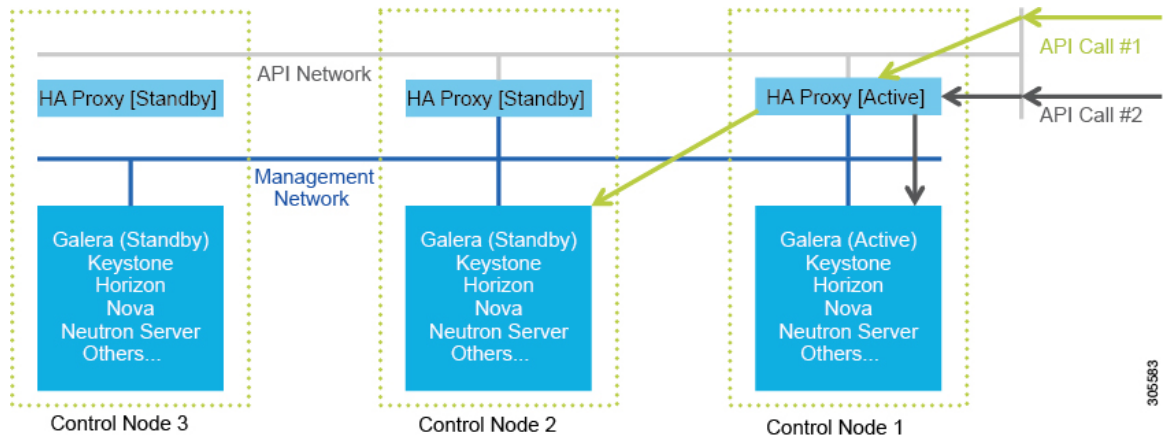 API Call #1
API Network
HA Proxy [Standby]
HA Proxy [Standby]
HA Proxy [Active]
API Call #2
Management
Network
Galera (Standby)
Keystone
Horizon
Nova
Neutron Server
Others...
Galera (Standby)
Keystone
Horizon
Nova
Neutron Server
Others...
Galera (Active)
Keystone
Horizon
Nova
Neutron Server
Others...
305583
Control Node 3
Control Node 2
Control Node 1